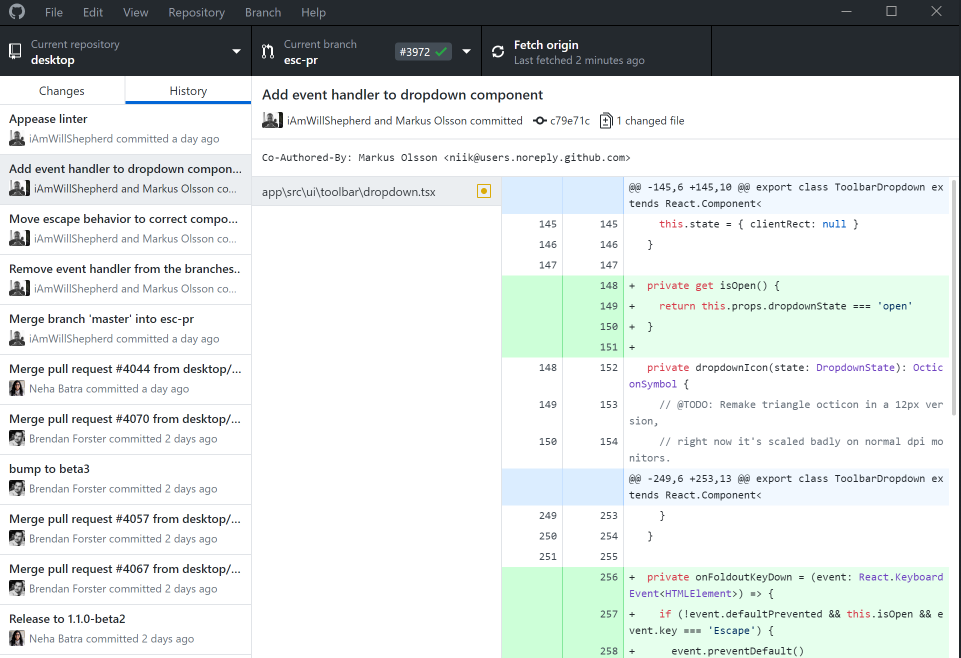 File Edit View Repository Branch Help
Current repository
desktop
Current branch
esc-pr
#3972
Fetch origin
Last fetched 2 minutes ago
Changes
History
Appease linter
iAmWillShepherd committed a day ago
Add event handler to dropdown compon...
iAmWillShepherd and Markus Olsson co...
Move escape behavior to correct compo...
iAmWillShepherd and Markus Olsson co...
Remove event handler from the branches..
iAmWillShepherd and Markus Olsson co...
Merge branch 'master' into esc-pr
iAmWillShepherd committed a day ago
Merge pull request #4044 from desktop/...
Neha Batra committed a day ago
Merge pull request #4070 from desktop/...
Brendan Forster committed 2 days ago
bump to beta3
Brendan Forster committed 2 days ago
Merge pull request #4057 from desktop/...
Brendan Forster committed 2 days ago
Merge pull request #4067 from desktop/...
Brendan Forster committed 2 days ago
Release to 1.1.0-beta2
Neha Batra committed 2 days ago
Add event handler to dropdown component
iAmWillShepherd and Markus Olsson committed c79e71c 1 changed file
Co-Authored-By: Markus Olsson <niik@users.noreply.github.com>
app\src\ui\toolbar\dropdown.tsx
@@ -145,6 +145,10 @@ export class ToolbarDropdown ex
tends React.Component<
145 145 this.state = { clientRect: null }
146 146 }
147 147
148 + private get isOpen() {
149 + return this.props.dropdownState === 'open'
150 + }
151 +
148 152 private dropdownIcon(state: DropdownState): Octic
onSymbol {
149 153 // @TODO: Remake triangle octicon in a 12px ver
sion,
150 154 // right now it's scaled badly on normal dpi mo
nitors.
@@ -249,6 +253,13 @@ export class ToolbarDropdown ex
tends React.Component<
249 253 }
250 254 }
251 255
256 + private onFoldoutKeyDown = (event: React.Keyboard
Event<HTMLElement>) => {
257 + if (!event.defaultPrevented && this.isOpen && e
vent.key === 'Escape') {
258 + event.preventDefault()